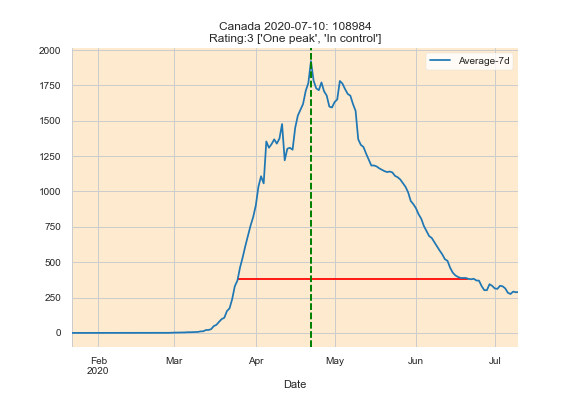 Canada 2020-07-10: 108984
Rating:3 ['One peak', 'In control']
Average-7d
2000
1750
1500
1250
1000
750
500
250
0
Feb
2020
Mar
Apr
May
Jun
Jul
Date